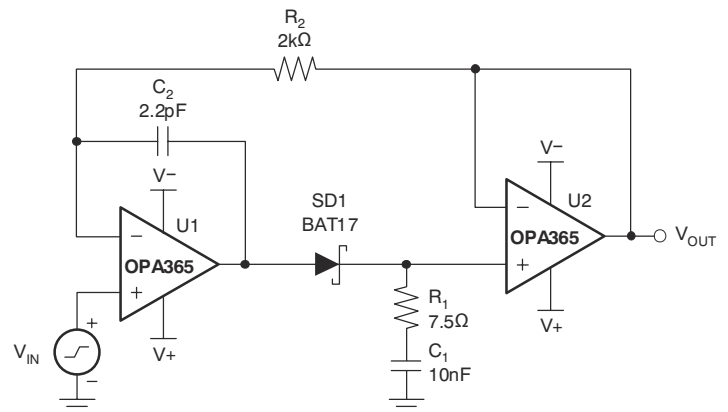 R2
2kΩ
C2
2.2pF
V−
U1
−
OPA365
+
V+
VIN
+
−
SD1
BAT17
R1
7.5Ω
C1
10nF
V−
U2
−
OPA365
+
V+
VOUT